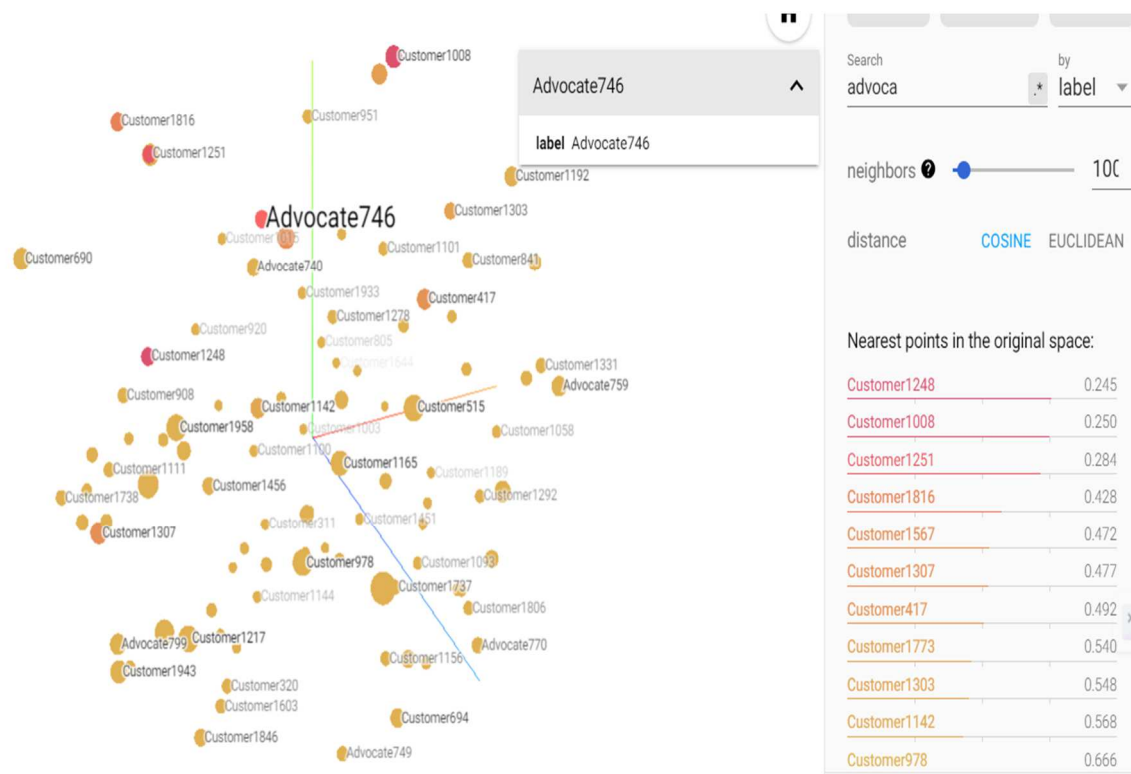 Customer1008
Customer951
Customer1816
Customer1251
Customer1192
Customer1303
Advocate746
Customer1101
Customer690
Advocate740
Customer841
Customer1933
Customer417
Customer1278
Customer920
Customer805
Customer1248
Customer1644
Customer1331
Advocate759
Customer908
Customer1142
Customer515
Customer1958
Customer1003
Customer1058
Customer1100
Customer1165
Customer1111
Customer1189
Customer1456
Customer1738
Customer1292
Customer311
Customer1451
Customer1307
Customer978
Customer1093
Customer1737
Customer1144
Customer1806
Advocate799
Customer1217
Advocate770
Customer1156
Customer1943
Customer320
Customer1603
Customer694
Customer1846
Advocate749
Advocate746
label Advocate746
Search by
advoca .* label
neighbors ? 100
distance COSINE EUCLIDEAN
Nearest points in the original space:
Customer1248 0.245
Customer1008 0.250
Customer1251 0.284
Customer1816 0.428
Customer1567 0.472
Customer1307 0.477
Customer417 0.492
Customer1773 0.540
Customer1303 0.548
Customer1142 0.568
Customer978 0.666